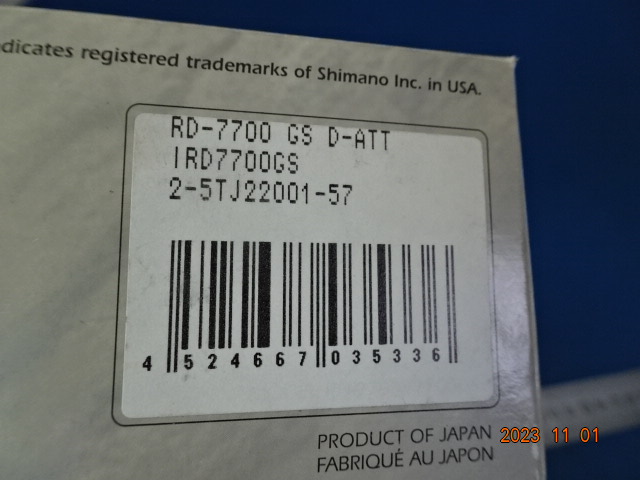 dicates registered trademarks of Shimano Inc. in USA.
RD-7700 GS D-ATT
IRD7700GS
2-5TJ22001-57
4 524667 035336
PRODUCT OF JAPAN
FABRIQUÉ AU JAPON
2023 11 01